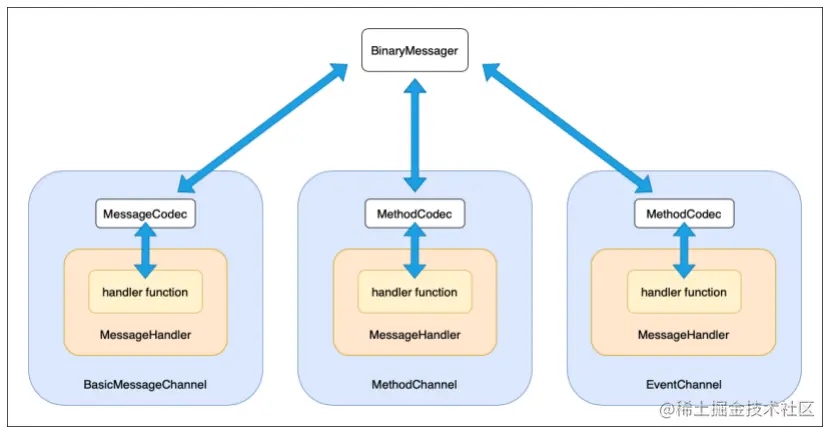 BinaryMessager
MessageCodec
handler function
MessageHandler
BasicMessageChannel
MethodCodec
handler function
MessageHandler
MethodChannel
MethodCodec
handler function
MessageHandler
EventChannel
@稀土掘金技术社区